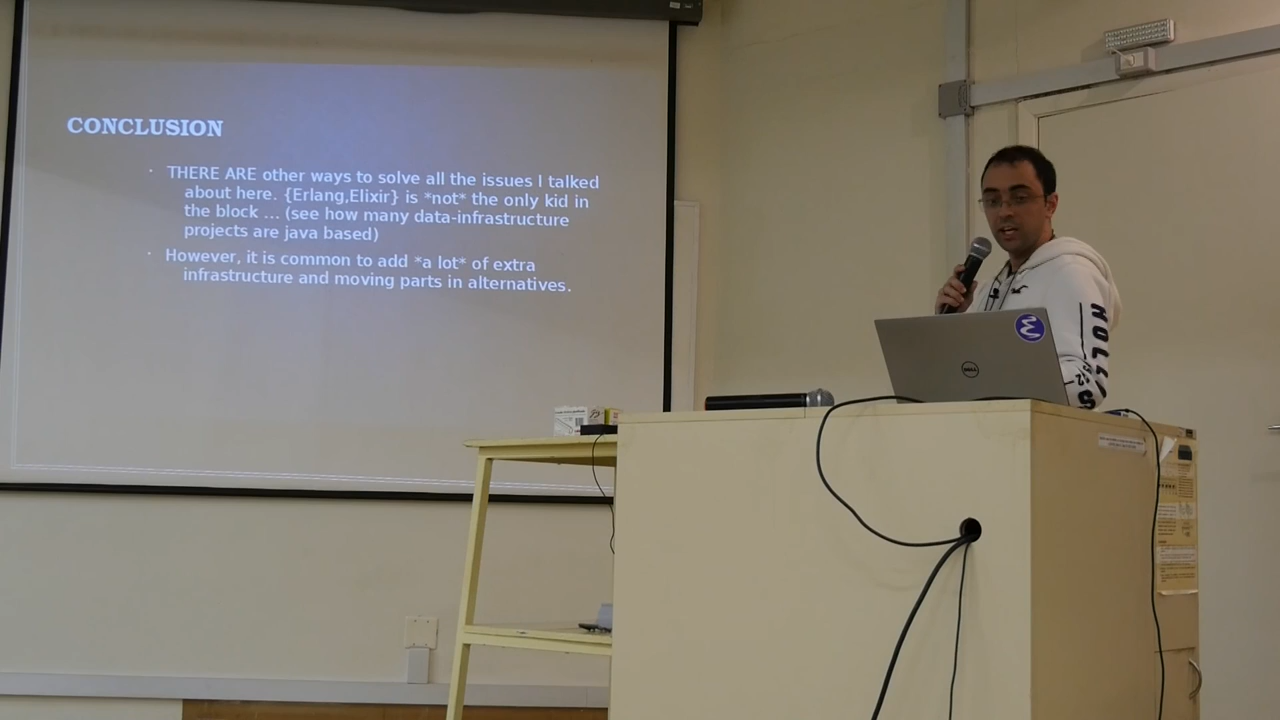 CONCLUSION
· THERE ARE other ways to solve all the issues I talked
about here. {Erlang,Elixir} is *not* the only kid in
the block ... (see how many data-infrastructure
projects are java based)
· However, it is common to add *a lot* of extra
infrastructure and moving parts in alternatives.
DELL